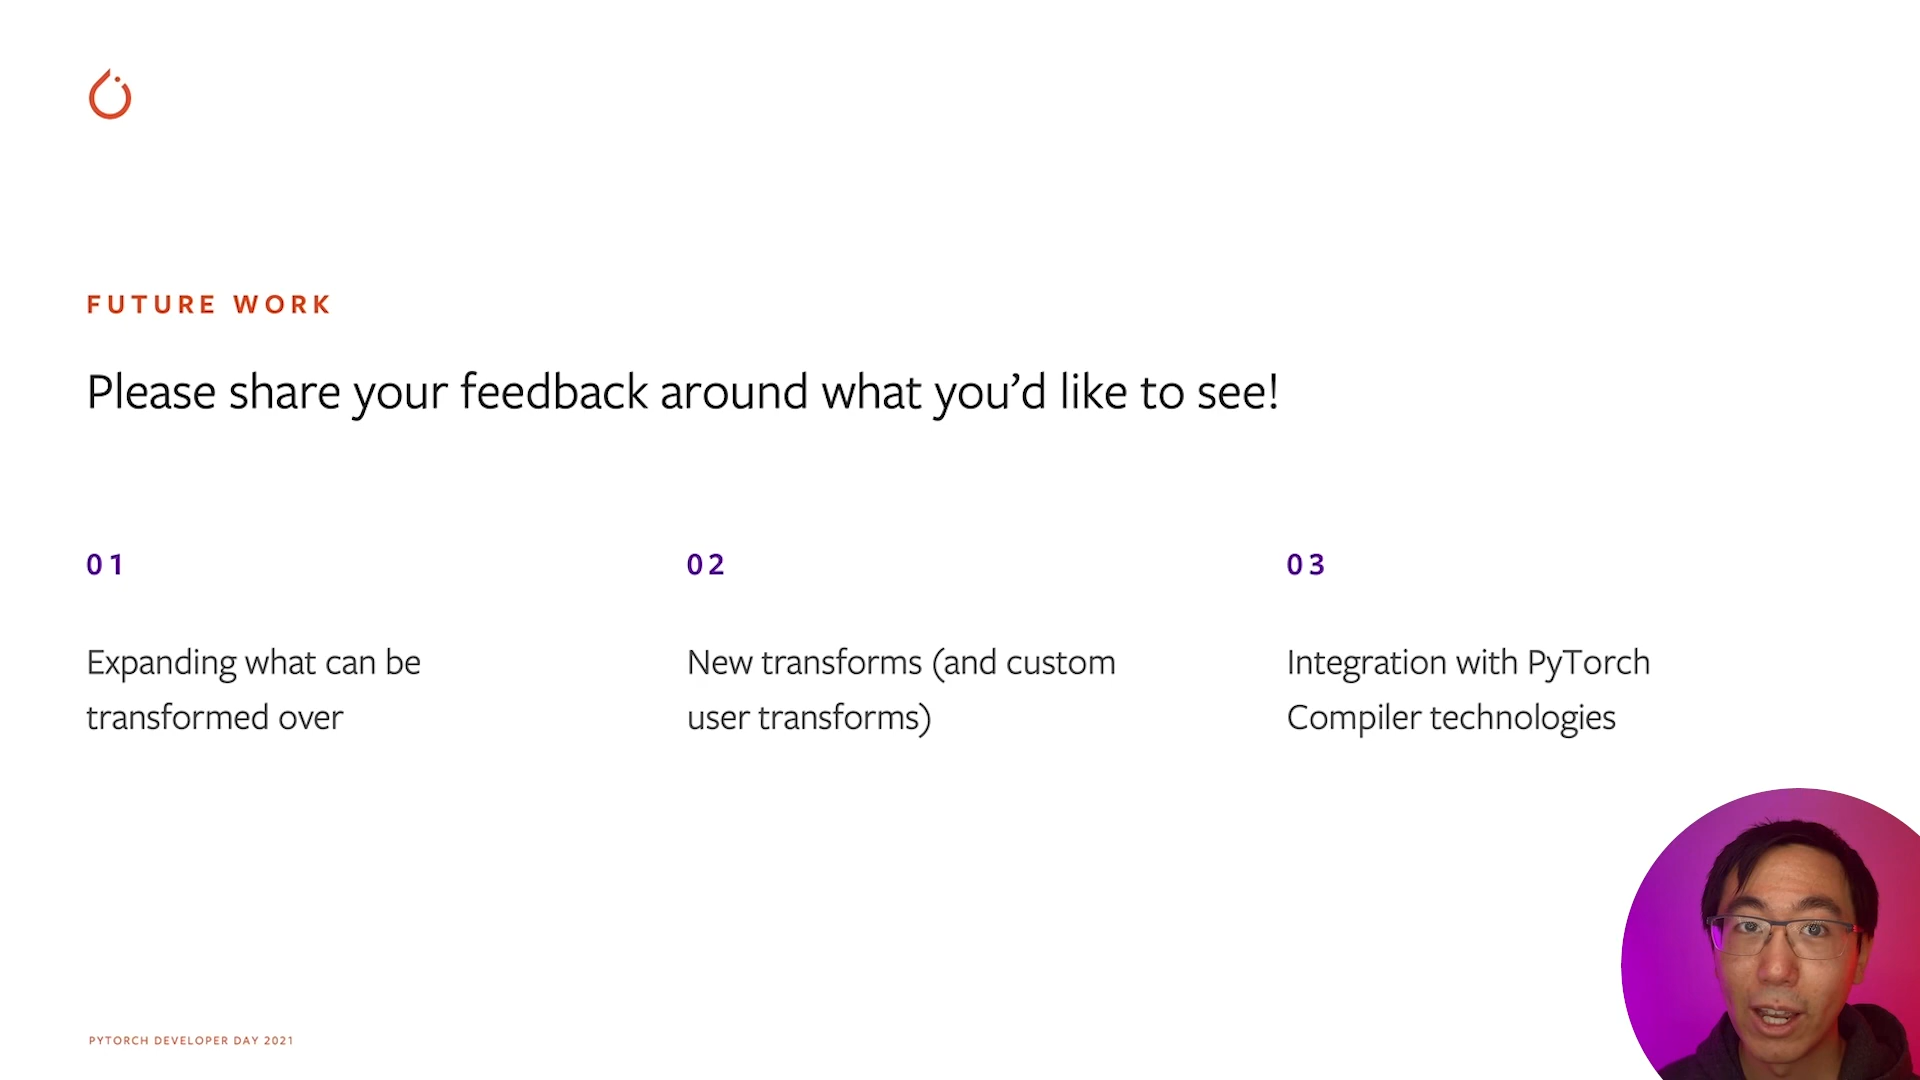 FUTURE WORK
Please share your feedback around what you’d like to see!
01
Expanding what can be
transformed over
02
New transforms (and custom
user transforms)
03
Integration with PyTorch
Compiler technologies
PYTORCH DEVELOPER DAY 2021